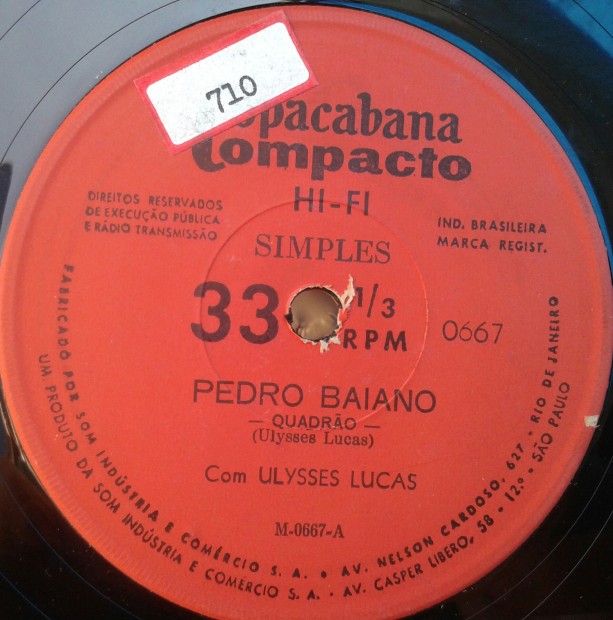 710
opacabana
Compacto
HI-FI
DIREITOS RESERVADOS
DE EXECUÇÃO PÚBLICA
E RÁDIO TRANSMISSÃO
IND. BRASILEIRA
MARCA REGIST.
SIMPLES
33 1/3
RPM
0667
PEDRO BAIANO
— QUADRÃO —
(Ulysses Lucas)
Com ULYSSES LUCAS
M-0667-A
FABRICADO POR SOM INDÚSTRIA E COMÉRCIO S. A. • AV. NELSON CARDOSO, 627 - RIO DE JANEIRO
UM PRODUTO DA SOM INDÚSTRIA E COMERCIO S. A. - AV. CASPER LIBERO, 58 - 12.º - SÃO PAULO